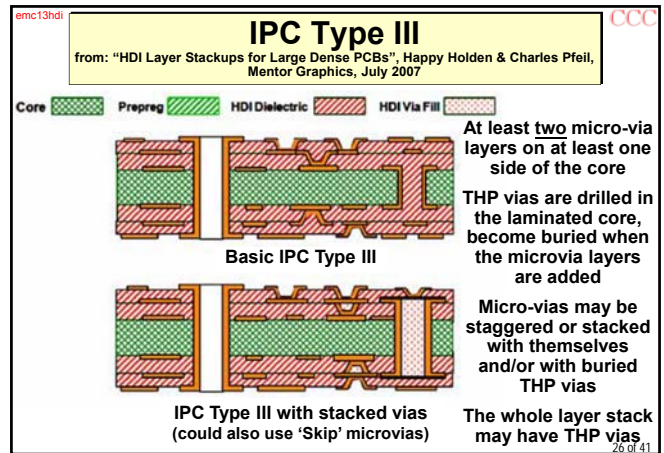 emc13hdi
CCC
IPC Type III
from: “HDI Layer Stackups for Large Dense PCBs”, Happy Holden & Charles Pfeil,
Mentor Graphics, July 2007
Core
Prepreg
HDI Dielectric
HDI Via Fill
Basic IPC Type III
IPC Type III with stacked vias
(could also use ‘Skip’ microvias)
At least two micro-via
layers on at least one
side of the core
THP vias are drilled in
the laminated core,
become buried when
the microvia layers
are added
Micro-vias may be
staggered or stacked
with themselves
and/or with buried
THP vias
The whole layer stack
may have THP vias
26 of 41